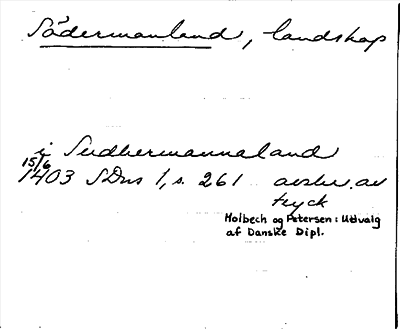 Södermanland, landskap
i Sudhermannaland
15/6
1403 SDns 1, s. 261 avskr. av
tryck
Holbech og Petersen: Udvalg
af Danske Dipl.